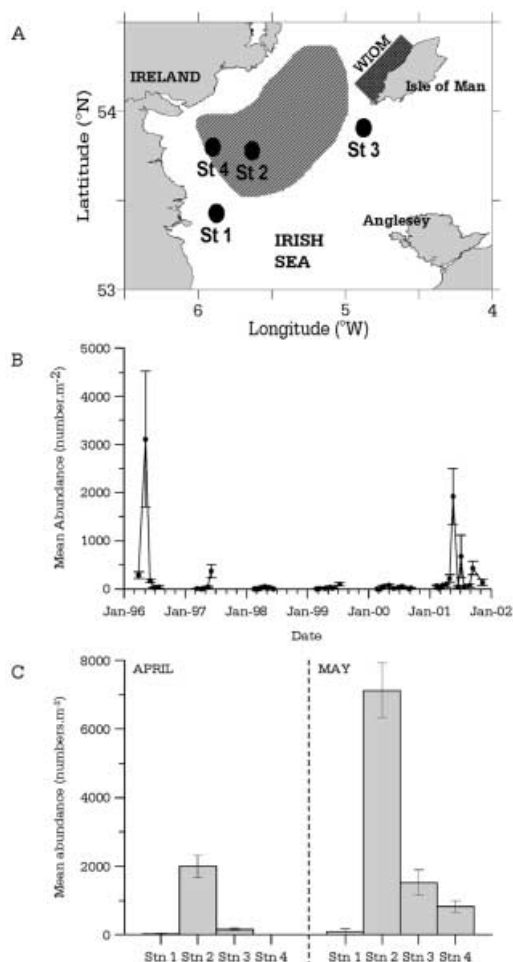 A
IRELAND
WIOM
Isle of Man
54
St 4
St 2
St 3
St 1
Anglesey
IRISH
SEA
53
6
5
4
Lattitude (°N)
Longitude (°W)
B
Mean Abundance (number.m-2)
5000
4000
3000
2000
1000
0
Jan-96
Jan-97
Jan-98
Jan-99
Jan-00
Jan-01
Jan-02
Date
C
APRIL
MAY
Mean abundance (numbers.m-2)
8000
6000
4000
2000
0
Stn 1 Stn 2 Stn 3 Stn 4
Stn 1 Stn 2 Stn 3 Stn 4